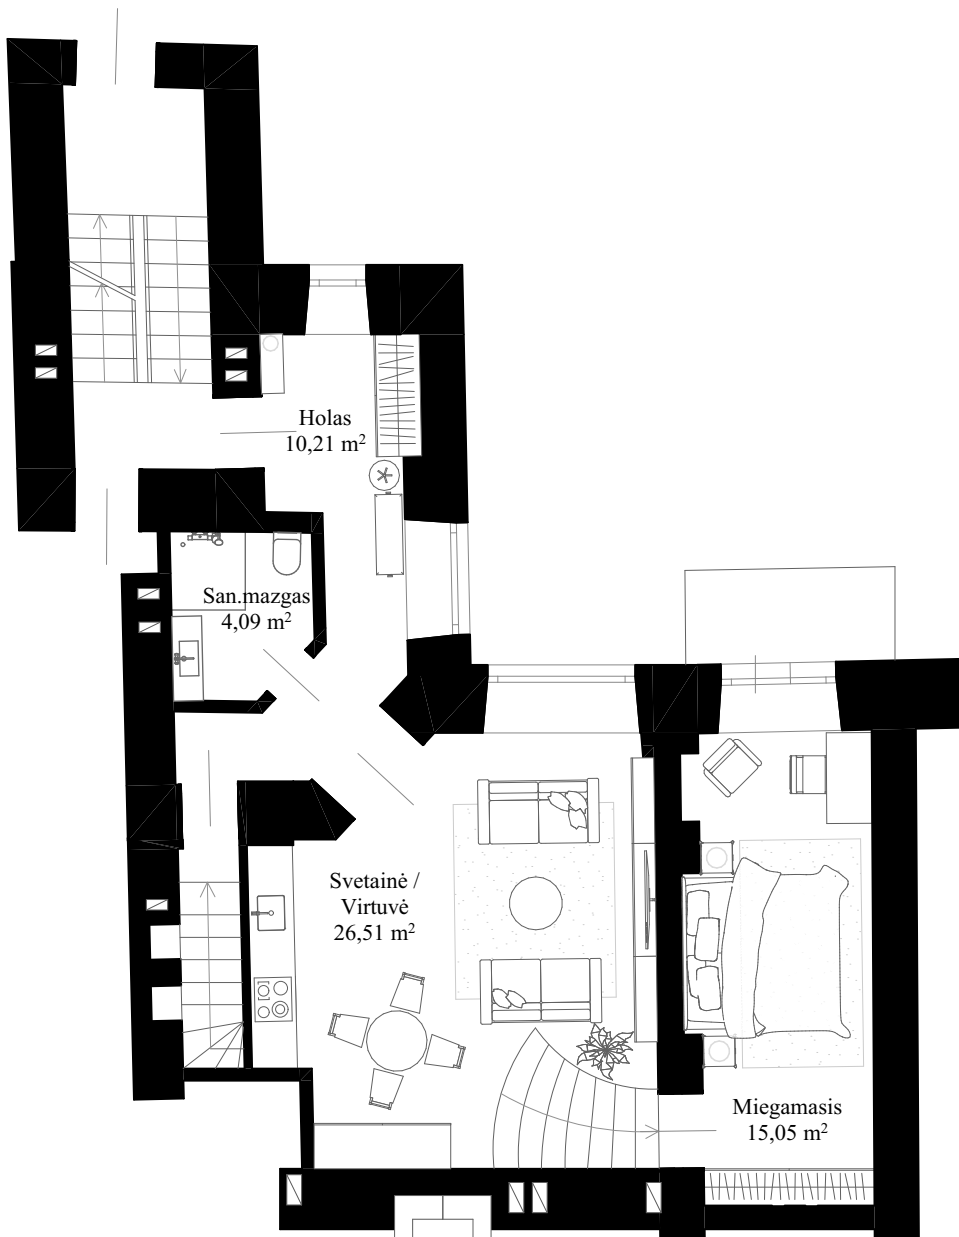 Holas
10,21 m²
San.mazgas
4,09 m²
Svetainė /
Virtuvė
26,51 m²
Miegamasis
15,05 m²